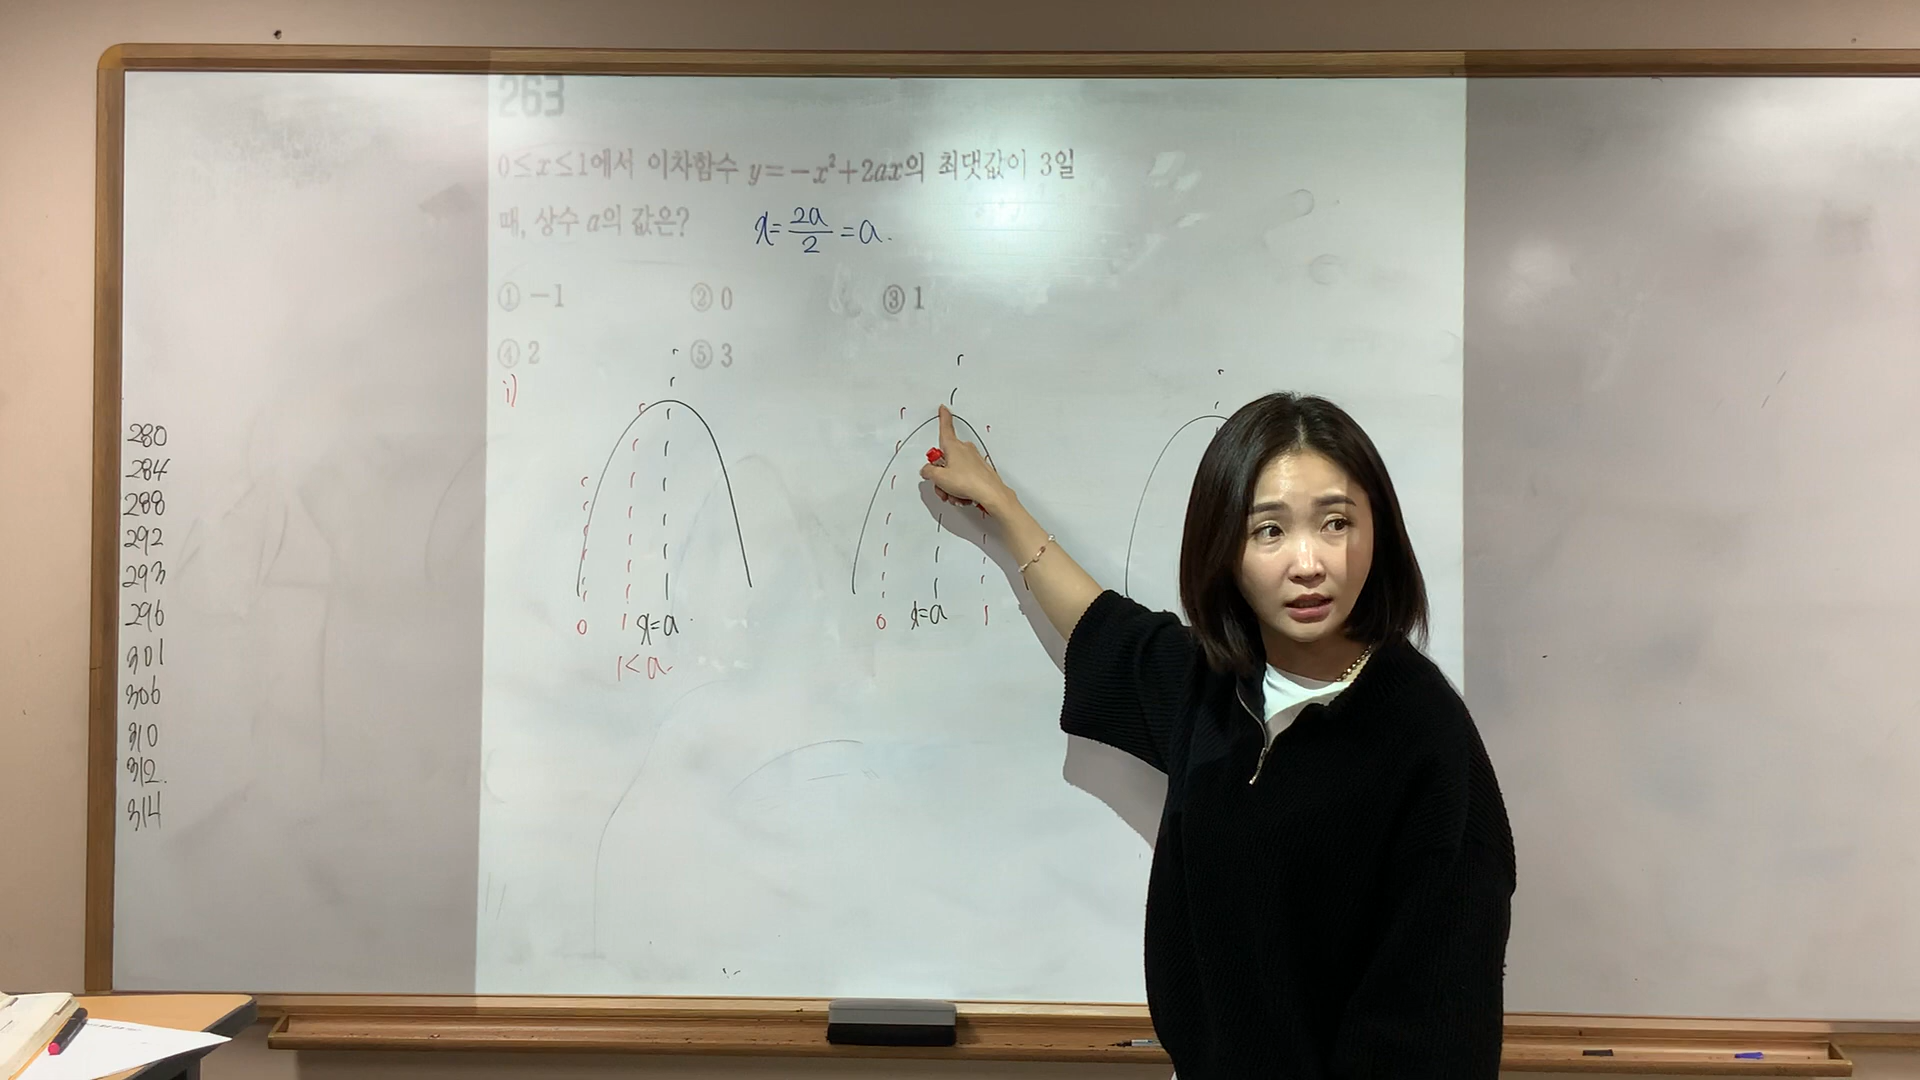 263
0≤x≤1에서 이차함수 y=-x²+2ax의 최댓값이 3일
때, 상수 a의 값은?
x=2a/2=a.
① -1 ② 0 ③ 1
④ 2 ⑤ 3
i)
0 1 x=a
1<a
0 x=a 1
280
284
288
292
293
296
301
306
310
312.
314